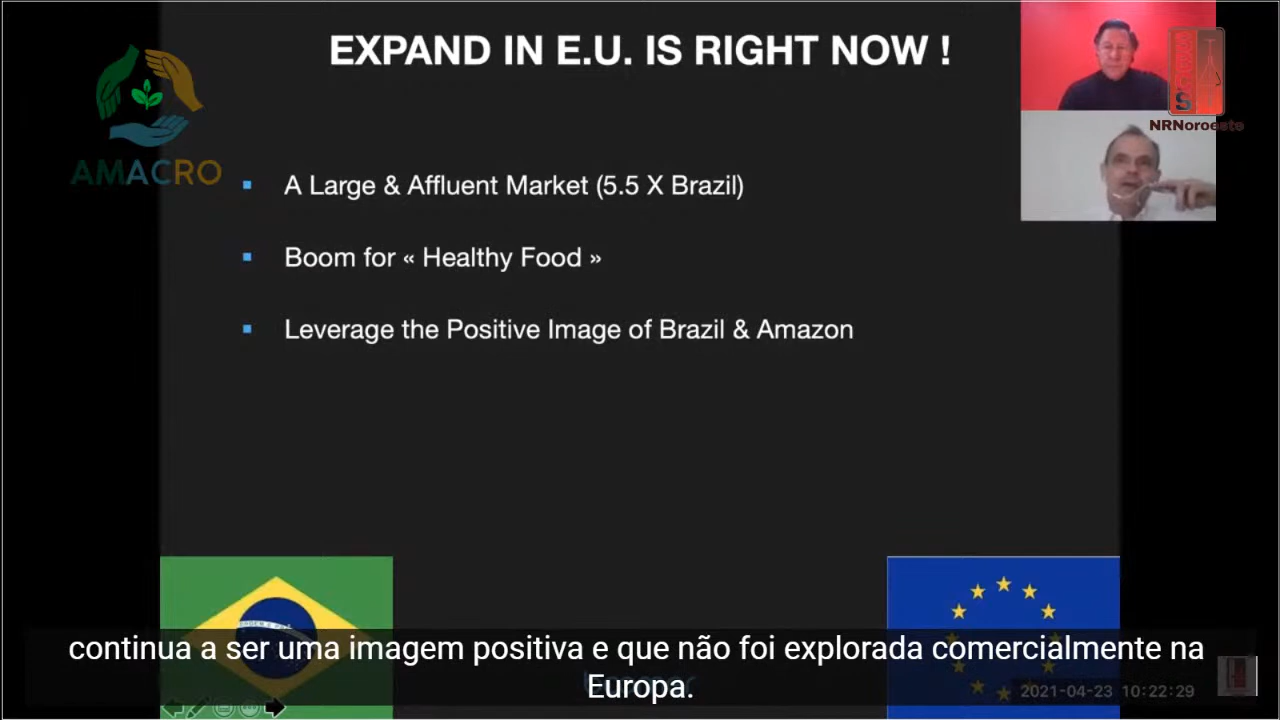 EXPAND IN E.U. IS RIGHT NOW !
AMACRO
NRNoroeste
A Large & Affluent Market (5.5 X Brazil)
Boom for « Healthy Food »
Leverage the Positive Image of Brazil & Amazon
continua a ser uma imagem positiva e que não foi explorada comercialmente na
Europa.
2021-04-23 10:22:29